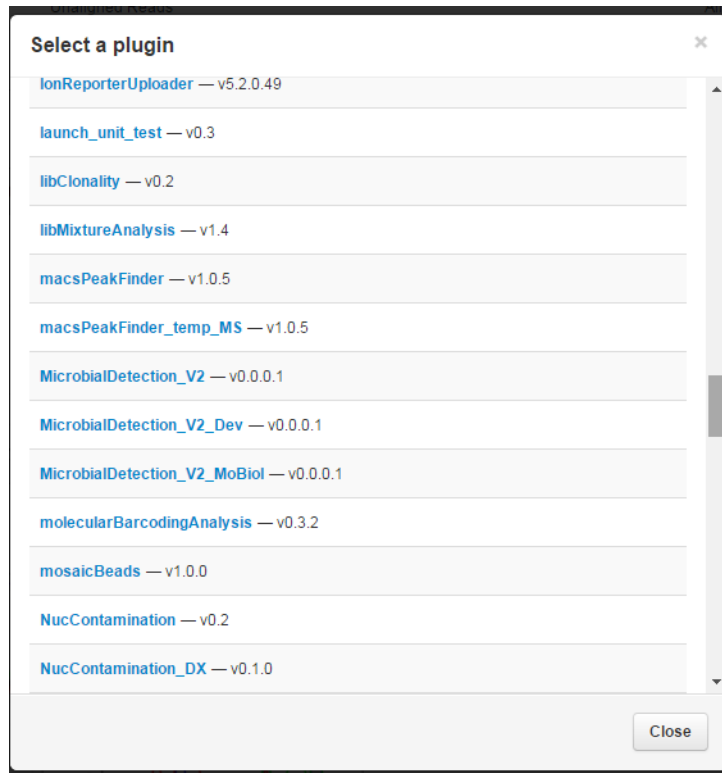 Unaligned Reads
Select a plugin
×
IonReporterUploader — v5.2.0.49
launch_unit_test — v0.3
libClonality — v0.2
libMixtureAnalysis — v1.4
macsPeakFinder — v1.0.5
macsPeakFinder_temp_MS — v1.0.5
MicrobialDetection_V2 — v0.0.0.1
MicrobialDetection_V2_Dev — v0.0.0.1
MicrobialDetection_V2_MoBiol — v0.0.0.1
molecularBarcodingAnalysis — v0.3.2
mosaicBeads — v1.0.0
NucContamination — v0.2
NucContamination_DX — v0.1.0
Close